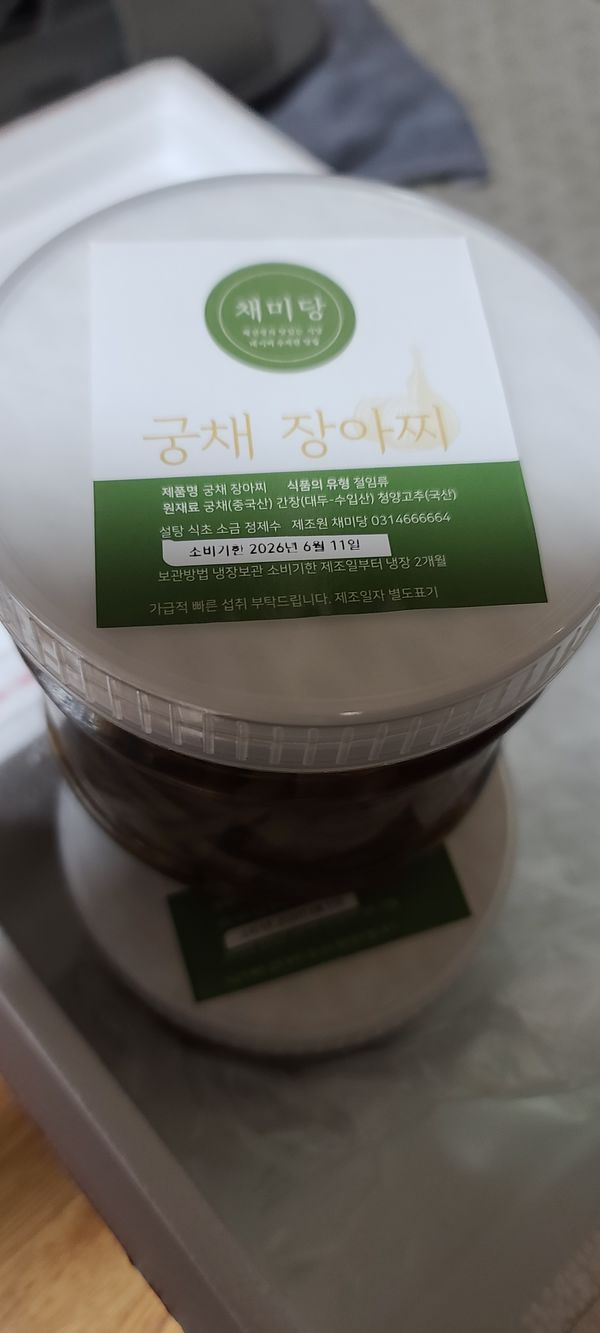 채미당
궁채 장아찌
제품명 궁채 장아찌 식품의 유형 절임류
원재료 궁채(중국산) 간장(대두-수입산) 청양고추(국산)
설탕 식초 소금 정제수 제조원 채미당 0314666664
소비기한 2026년 6월 11일
보관방법 냉장보관 소비기한 제조일부터 냉장 2개월
가급적 빠른 섭취 부탁드립니다. 제조일자 별도표기